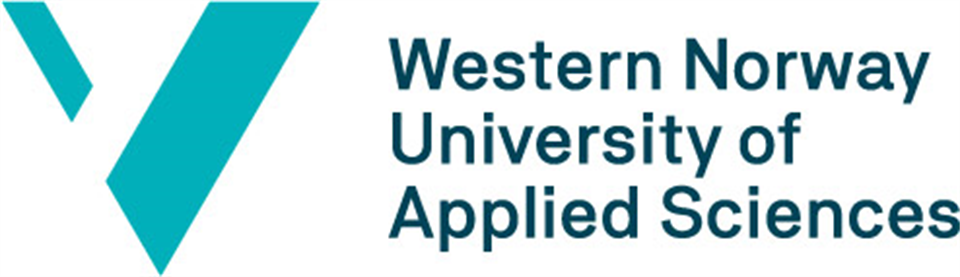 Western Norway
University of
Applied Sciences